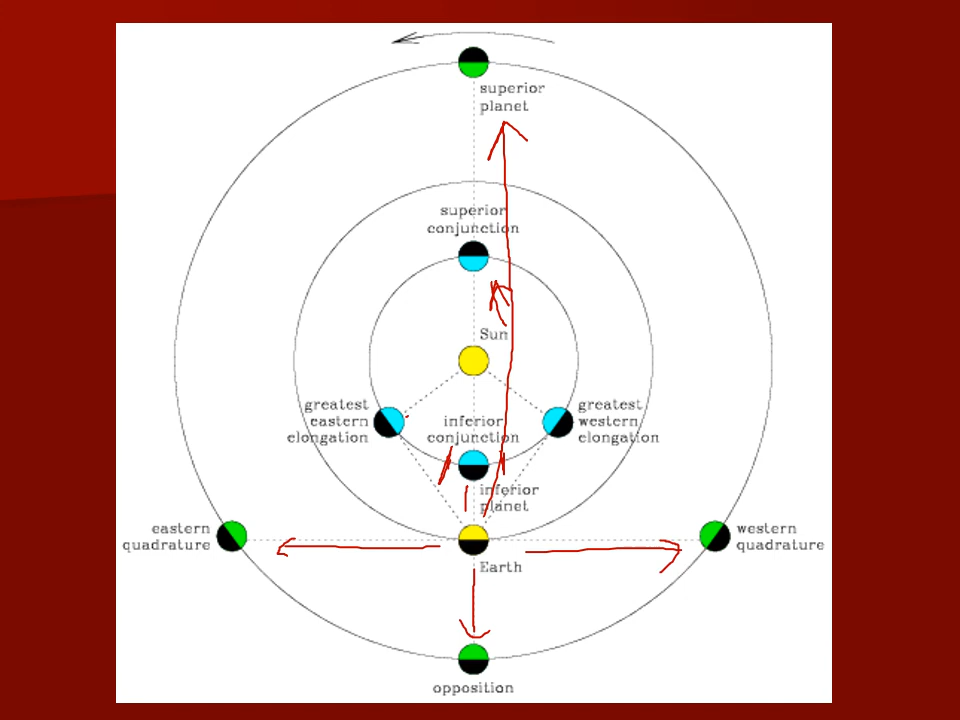 superior
planet
superior
conjunction
Sun
greatest
eastern
elongation
inferior
conjunction
greatest
western
elongation
inferior
planet
eastern
quadrature
western
quadrature
Earth
opposition